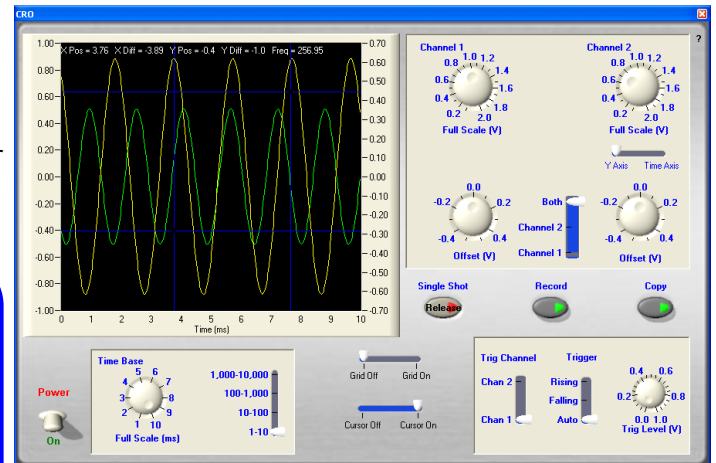 CRO
?
X Pos = 3.76 X Diff = -3.89 Y Pos = -0.4 Y Diff = -1.0 Freq = 256.95
1.00
0.80
0.60
0.40
0.20
0.00
-0.20
-0.40
-0.60
-0.80
-1.00
0.70
0.60
0.50
0.40
0.30
0.20
0.10
0.00
-0.10
-0.20
-0.30
-0.40
-0.50
-0.60
-0.70
0 1 2 3 4 5 6 7 8 9 10
Time (ms)
Channel 1
0.2 0.4 0.6 0.8 1.0 1.2 1.4 1.6 1.8 2.0
Full Scale (V)
Channel 2
0.2 0.4 0.6 0.8 1.0 1.2 1.4 1.6 1.8 2.0
Full Scale (V)
Y Axis Time Axis
-0.4 -0.2 0.0 0.2 0.4
Offset (V)
Both
Channel 2
Channel 1
-0.4 -0.2 0.0 0.2 0.4
Offset (V)
Single Shot
Release
Record
Copy
Power
On
Time Base
1 2 3 4 5 6 7 8 9 10
Full Scale (ms)
1,000-10,000
100-1,000
10-100
1-10
Grid Off Grid On
Cursor Off Cursor On
Trig Channel
Chan 2
Chan 1
Trigger
Rising
Falling
Auto
0.0 0.2 0.4 0.6 0.8 1.0
Trig Level (V)